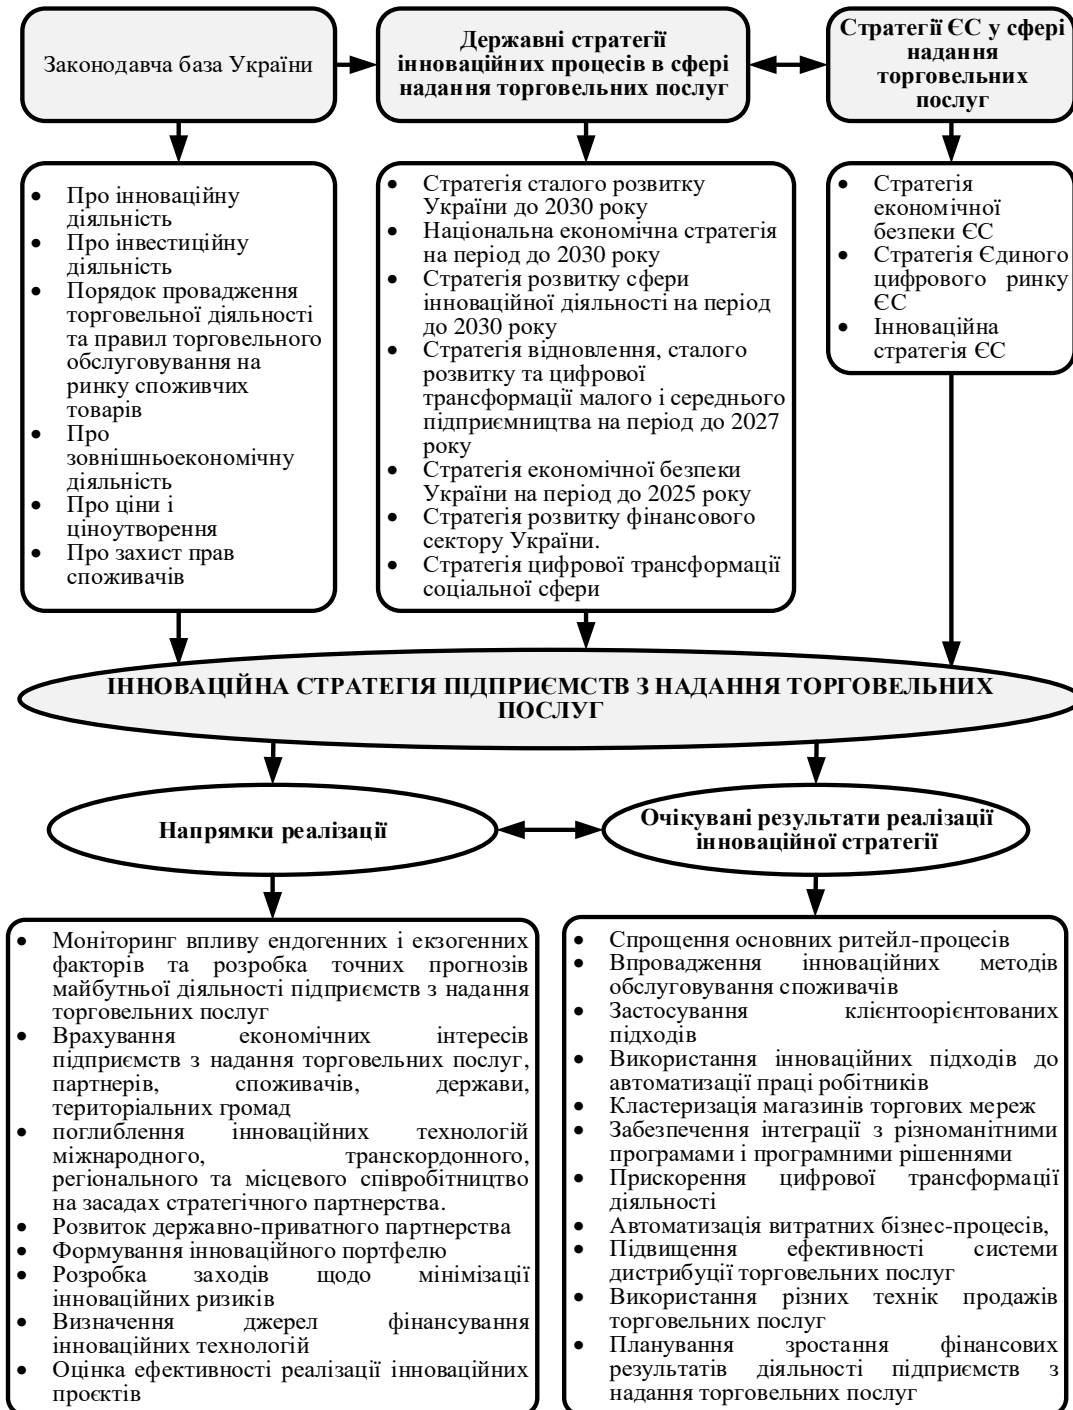 Законодавча база України
Державні стратегії
інноваційних процесів в сфері
надання торговельних послуг
Стратегії ЄС у сфері
надання
торговельних
послуг
• Про інноваційну
діяльність
• Про інвестиційну
діяльність
• Порядок провадження
торговельної діяльності
та правил торговельного
обслуговування на
ринку споживчих
товарів
• Про
зовнішньоекономічну
діяльність
• Про ціни і
ціноутворення
• Про захист прав
споживачів
• Стратегія сталого розвитку
України до 2030 року
• Національна економічна стратегія
на період до 2030 року
• Стратегія розвитку сфери
інноваційної діяльності на період
до 2030 року
• Стратегія відновлення, сталого
розвитку та цифрової
трансформації малого і середнього
підприємництва на період до 2027
року
• Стратегія економічної безпеки
України на період до 2025 року
• Стратегія розвитку фінансового
сектору України.
• Стратегія цифрової трансформації
соціальної сфери
• Стратегія
економічної
безпеки ЄС
• Стратегія Єдиного
цифрового ринку
ЄС
• Інноваційна
стратегія ЄС
ІННОВАЦІЙНА СТРАТЕГІЯ ПІДПРИЄМСТВ З НАДАННЯ ТОРГОВЕЛЬНИХ
ПОСЛУГ
Напрямки реалізації
Очікувані результати реалізації
інноваційної стратегії
• Моніторинг впливу ендогенних і екзогенних
факторів та розробка точних прогнозів
майбутньої діяльності підприємств з надання
торговельних послуг
• Врахування економічних інтересів
підприємств з надання торговельних послуг,
партнерів, споживачів, держави,
територіальних громад
• поглиблення інноваційних технологій
міжнародного, транскордонного,
регіонального та місцевого співробітництво
на засадах стратегічного партнерства.
• Розвиток державно-приватного партнерства
• Формування інноваційного портфелю
• Розробка заходів щодо мінімізації
інноваційних ризиків
• Визначення джерел фінансування
інноваційних технологій
• Оцінка ефективності реалізації інноваційних
проєктів
• Спрощення основних ритейл-процесів
• Впровадження інноваційних методів
обслуговування споживачів
• Застосування клієнтоорієнтованих
підходів
• Використання інноваційних підходів до
автоматизації праці робітників
• Кластеризація магазинів торгових мереж
• Забезпечення інтеграції з різноманітними
програмами і програмними рішеннями
• Прискорення цифрової трансформації
діяльності
• Автоматизація витратних бізнес-процесів,
• Підвищення ефективності системи
дистрибуції торговельних послуг
• Використання різних технік продажів
торговельних послуг
• Планування зростання фінансових
результатів діяльності підприємств з
надання торговельних послуг